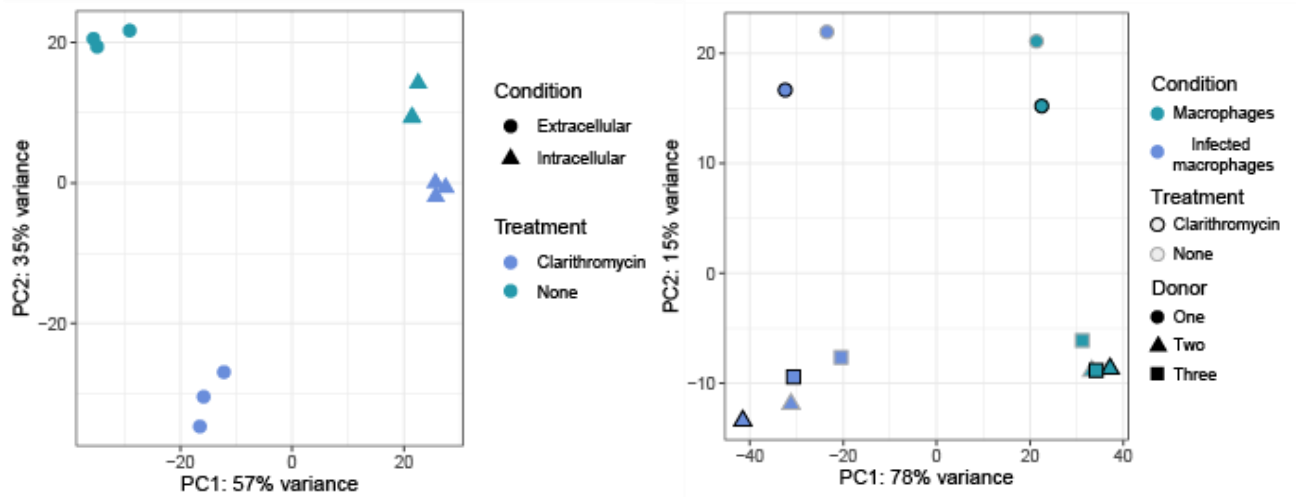 20
0
−20
−20
0
20
PC2: 35% variance
PC1: 57% variance
Condition
Extracellular
Intracellular
Treatment
Clarithromycin
None
20
10
0
−10
−40
−20
0
20
40
PC2: 15% variance
PC1: 78% variance
Condition
Macrophages
Infected
macrophages
Treatment
Clarithromycin
None
Donor
One
Two
Three